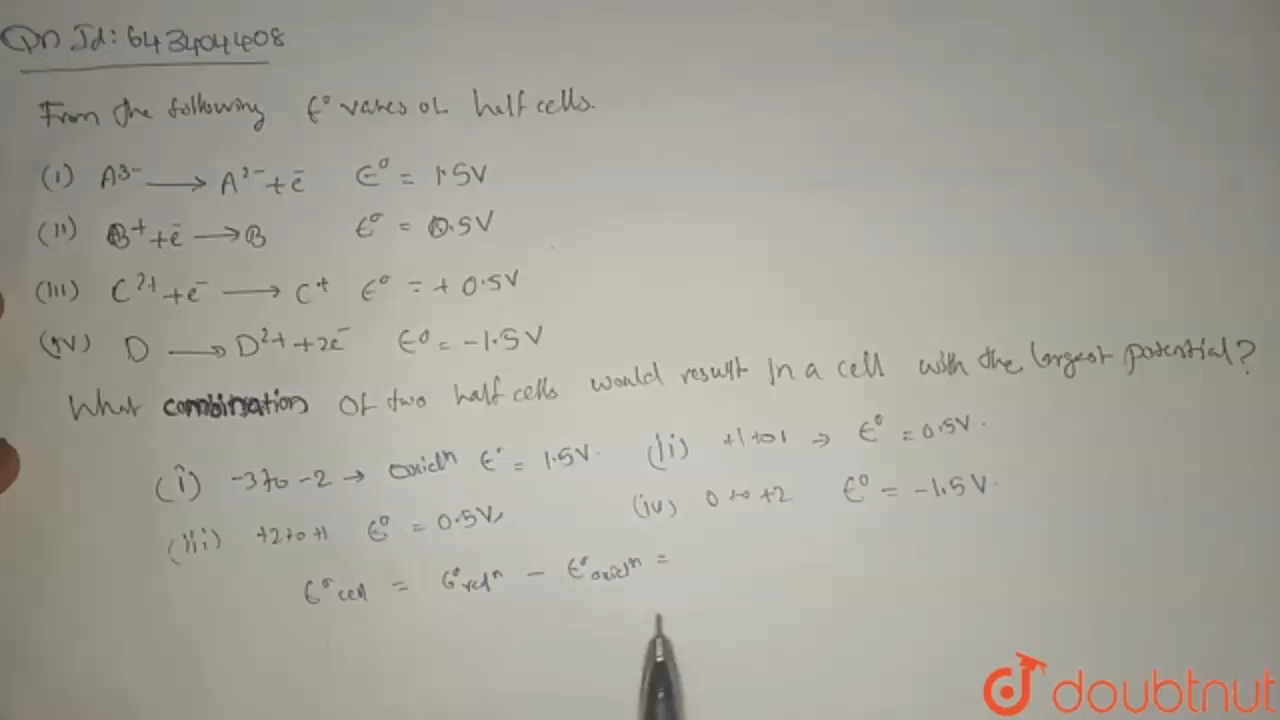 Qn Id: 643404408
From the following E° values of half cells.
(i) A³⁻ → A²⁻ + ē E° = 1.5V
(ii) B⁺ + ē → B E° = 0.5V
(iii) C²⁺ + e⁻ → C⁺ E° = + 0.5V
(iv) D → D²⁺ + 2e⁻ E° = -1.5V
What combination of two half cells would result in a cell with the largest potential?
(i) -3 to -2 → oxidⁿ E° = 1.5V. (ii) +1 to → E° = 0.5V.
(iii) +2 to +1 E° = 0.5V. (iv) 0 to +2 E° = -1.5V.
E°cell = E°redⁿ - E°oxidⁿ =
doubtnut